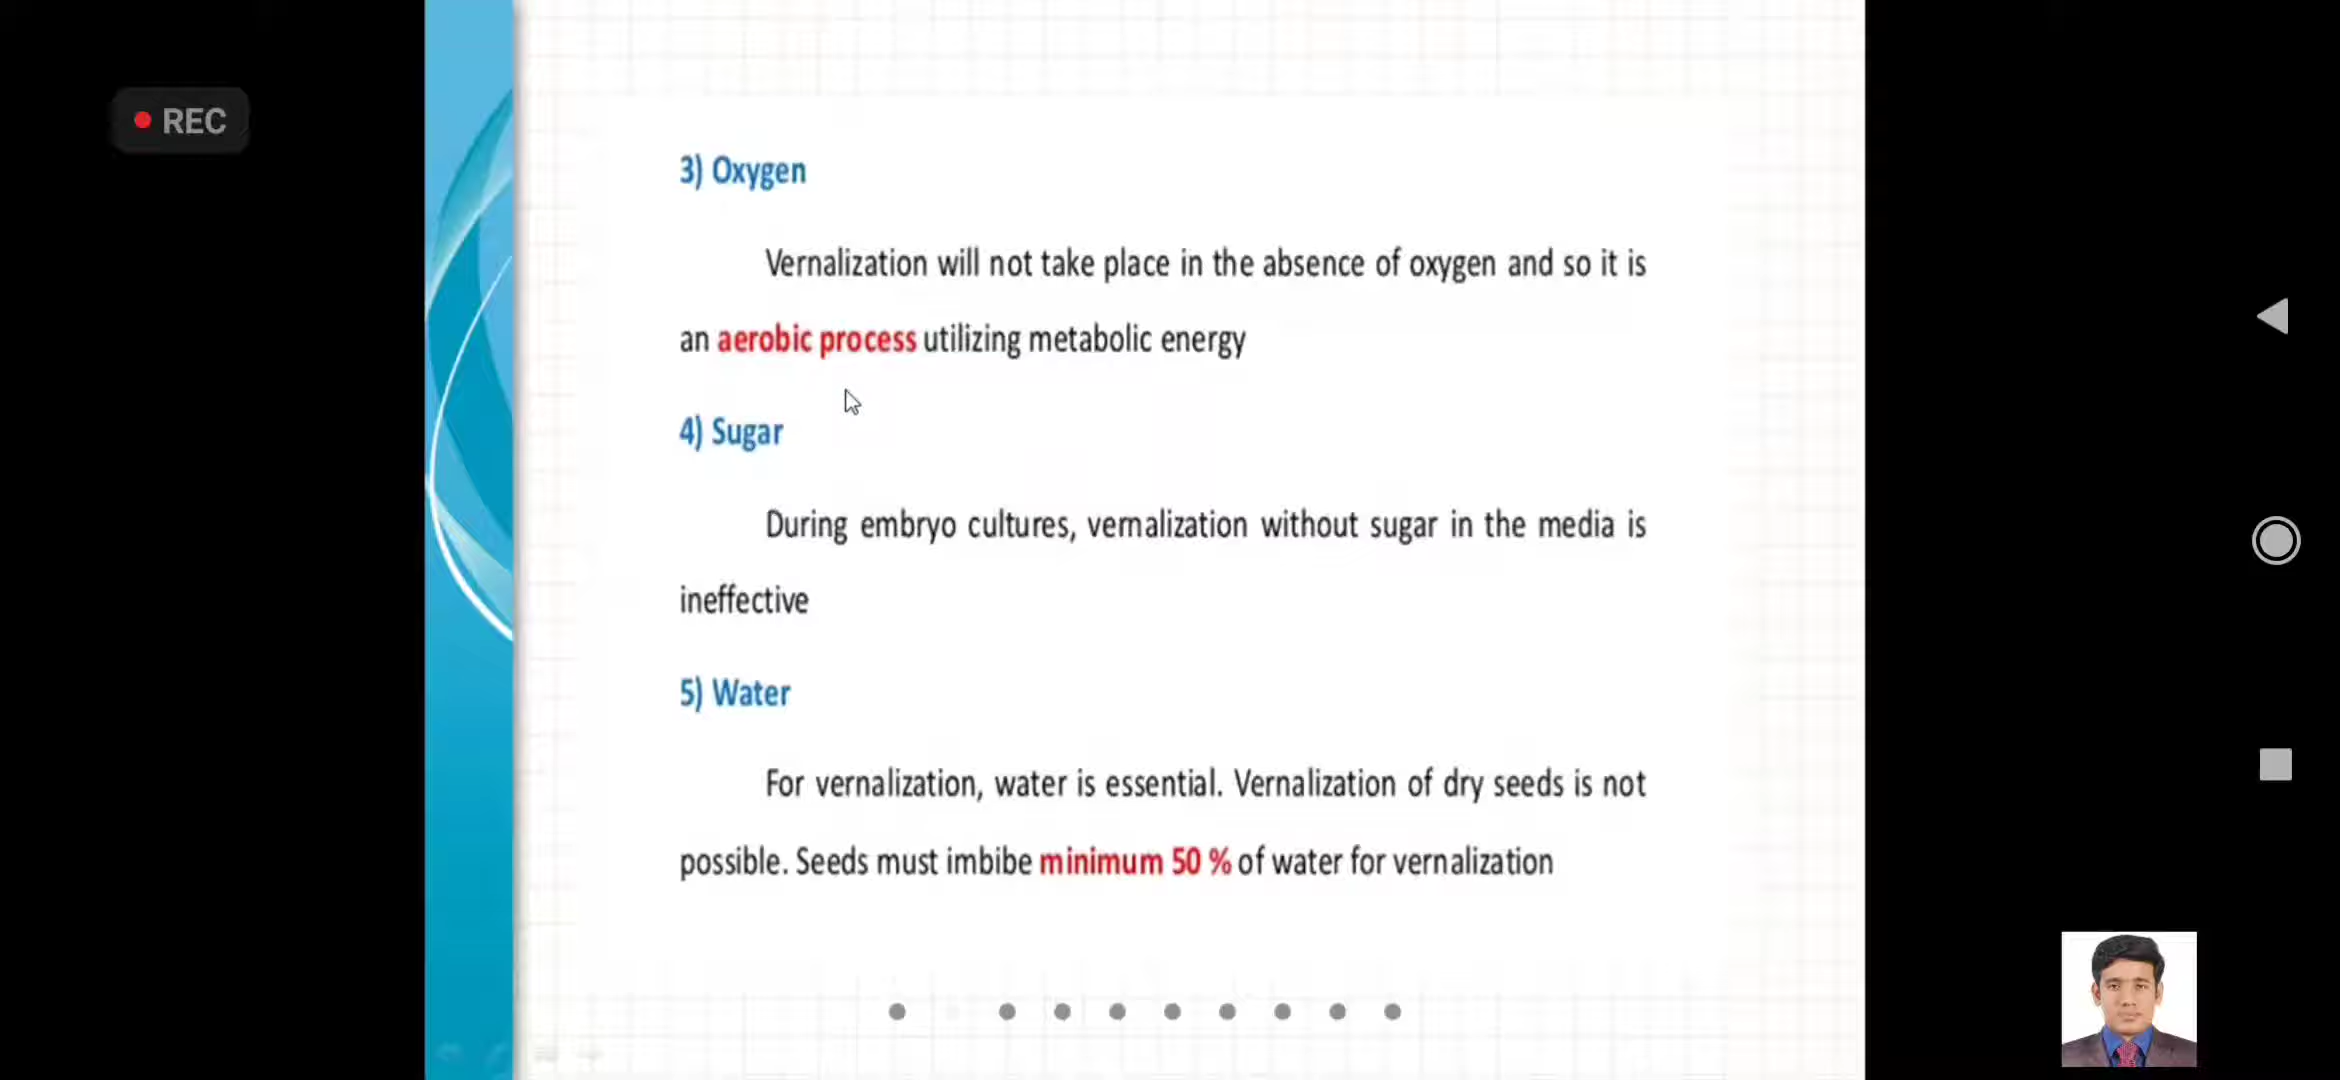 REC
3) Oxygen
Vernalization will not take place in the absence of oxygen and so it is
an aerobic process utilizing metabolic energy
4) Sugar
During embryo cultures, vernalization without sugar in the media is
ineffective
5) Water
For vernalization, water is essential. Vernalization of dry seeds is not
possible. Seeds must imbibe minimum 50 % of water for vernalization